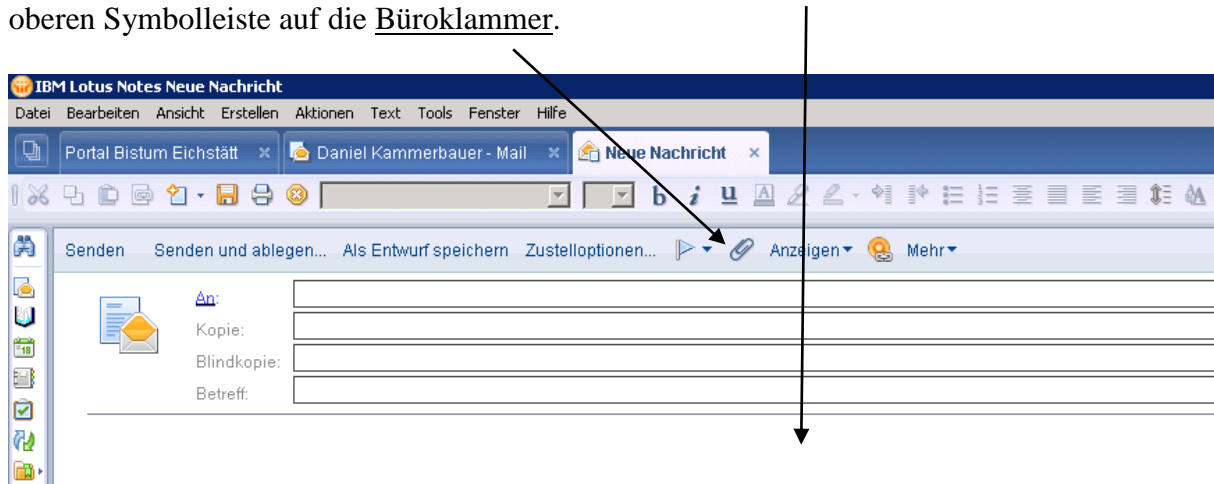 oberen Symbolleiste auf die Büroklammer.
IBM Lotus Notes Neue Nachricht
Datei Bearbeiten Ansicht Erstellen Aktionen Text Tools Fenster Hilfe
Portal Bistum Eichstätt Daniel Kammerbauer - Mail Neue Nachricht
b i u A
Senden Senden und ablegen... Als Entwurf speichern Zustelloptionen... Anzeigen Mehr
An:
Kopie:
18
Blindkopie:
Betreff: